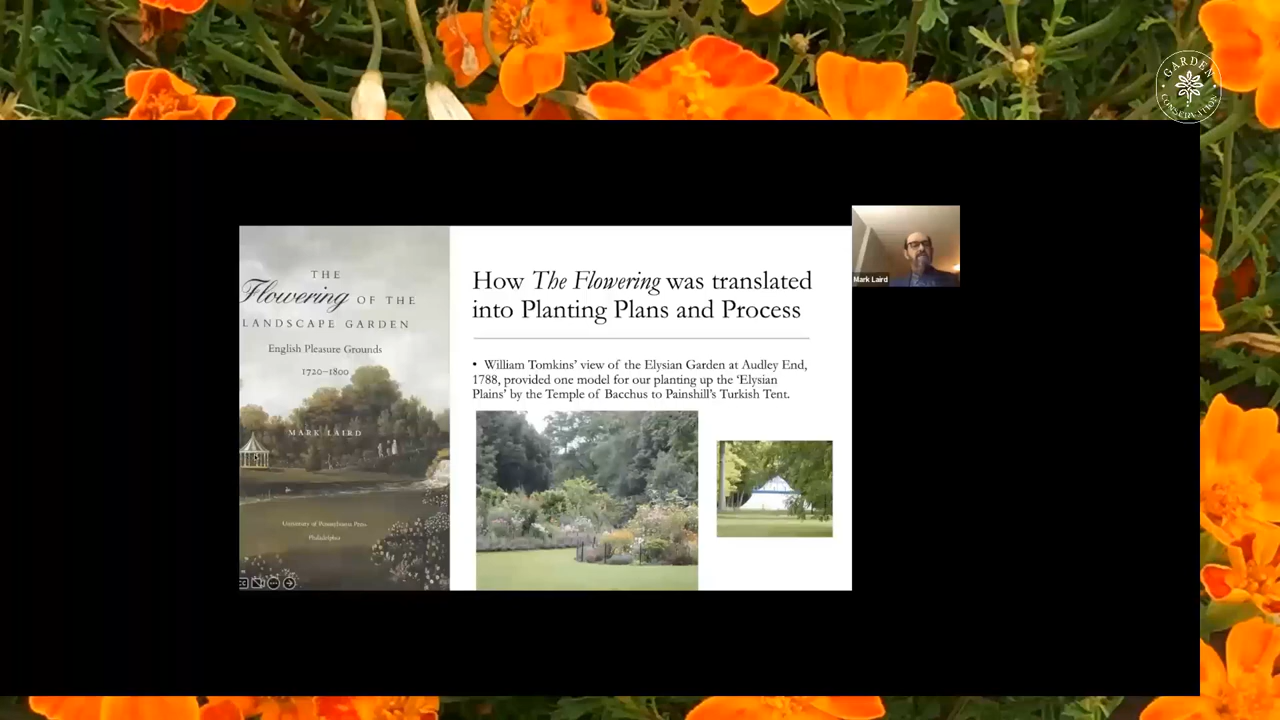 GARDEN
CONSERVATION
THE
Flowering OF THE
LANDSCAPE GARDEN
English Pleasure Grounds
1720–1800
MARK LAIRD
University of Pennsylvania Press
Philadelphia
How The Flowering was translated
into Planting Plans and Process
• William Tomkins’ view of the Elysian Garden at Audley End,
1788, provided one model for our planting up the ‘Elysian
Plains’ by the Temple of Bacchus to Painshill’s Turkish Tent.
Mark Laird